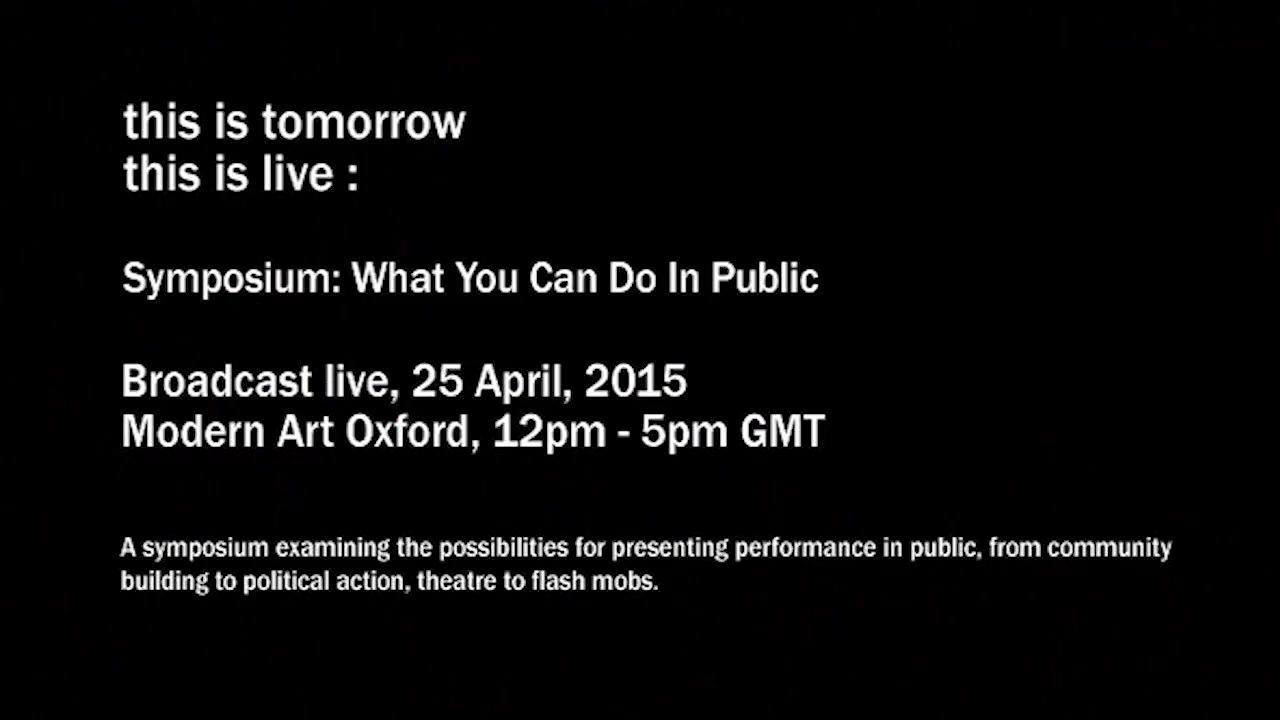 this is tomorrow
this is live :
Symposium: What You Can Do In Public
Broadcast live, 25 April, 2015
Modern Art Oxford, 12pm - 5pm GMT
A symposium examining the possibilities for presenting performance in public, from community
building to political action, theatre to flash mobs.